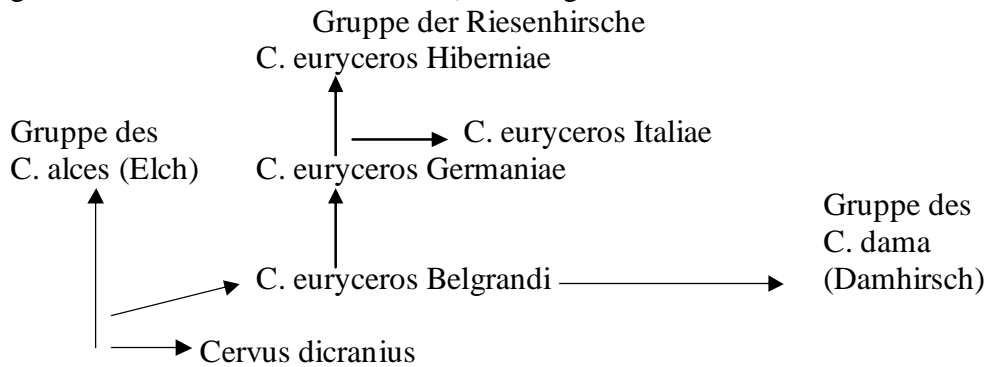 Gruppe der Riesenhirsche
C. euryceros Hiberniae
Gruppe des
C. alces (Elch)
C. euryceros Italiae
C. euryceros Germaniae
Gruppe des
C. dama
(Damhirsch)
C. euryceros Belgrandi
Cervus dicranius